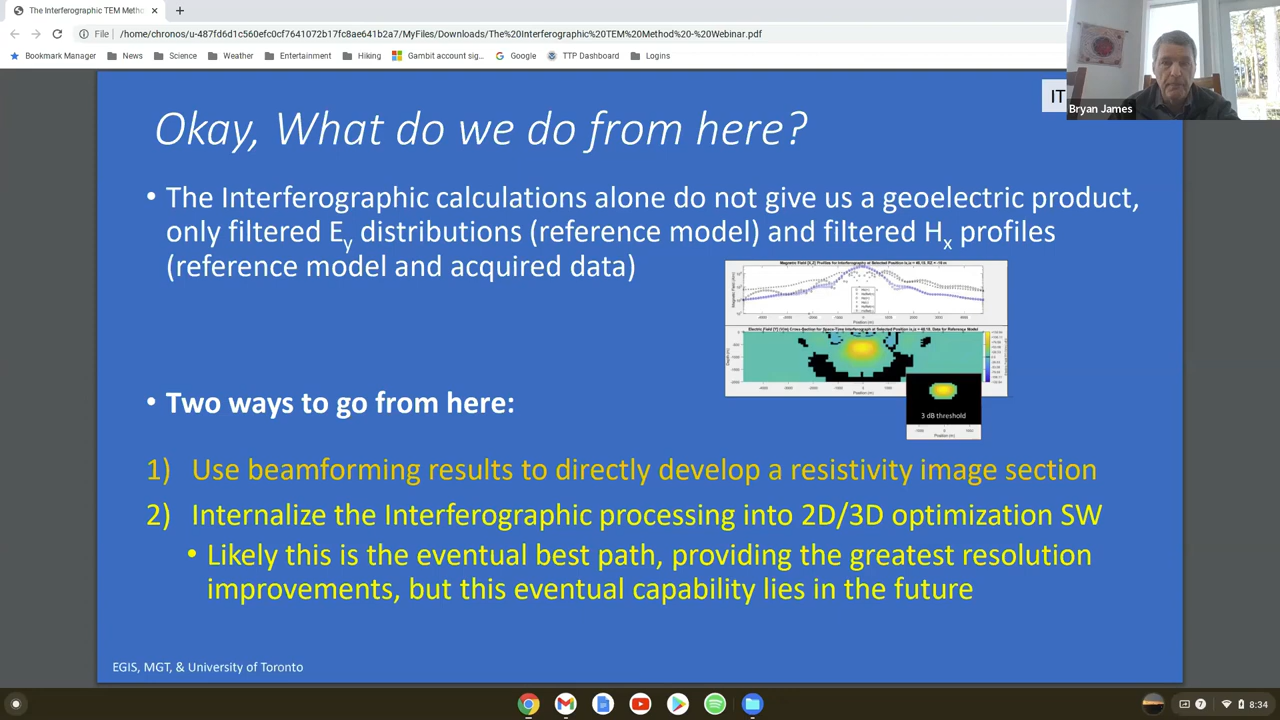 The Interferographic TEM Metho
File
/home/chronos/u-487fd6d1c560efc0cf7641072b17fc8ae641b2a7/MyFiles/Downloads/The%20Interferographic%20TEM%20Method%20-%20Webinar.pdf
Bookmark Manager News Science Weather Entertainment Hiking Gambit account sig... Google TTP Dashboard Logins
Bryan James
IT
Okay, What do we do from here?
• The Interferographic calculations alone do not give us a geoelectric product,
only filtered Ey distributions (reference model) and filtered Hx profiles
(reference model and acquired data)
3 dB threshold
Position (m)
• Two ways to go from here:
1) Use beamforming results to directly develop a resistivity image section
2) Internalize the Interferographic processing into 2D/3D optimization SW
• Likely this is the eventual best path, providing the greatest resolution
improvements, but this eventual capability lies in the future
EGIS, MGT, & University of Toronto
8:34